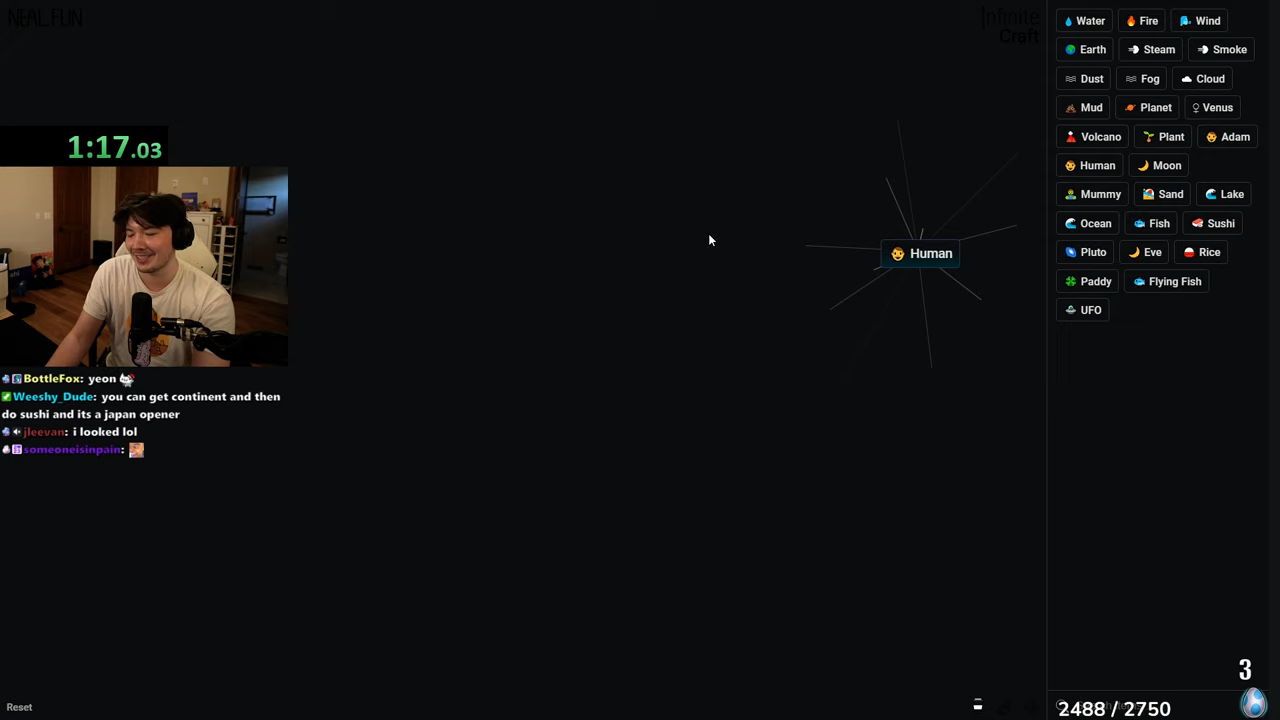 NEAL.FUN
Infinite
Craft
Water Fire Wind
Earth Steam Smoke
Dust Fog Cloud
Mud Planet Venus
Volcano Plant Adam
Human Moon
Mummy Sand Lake
Ocean Fish Sushi
Pluto Eve Rice
Paddy Flying Fish
UFO
1:17.03
Human
BottleFox: yeon
Weeshy_Dude: you can get continent and then
do sushi and its a japan opener
jleevan: i looked lol
someoneisinpain:
3
Reset
2488 / 2750